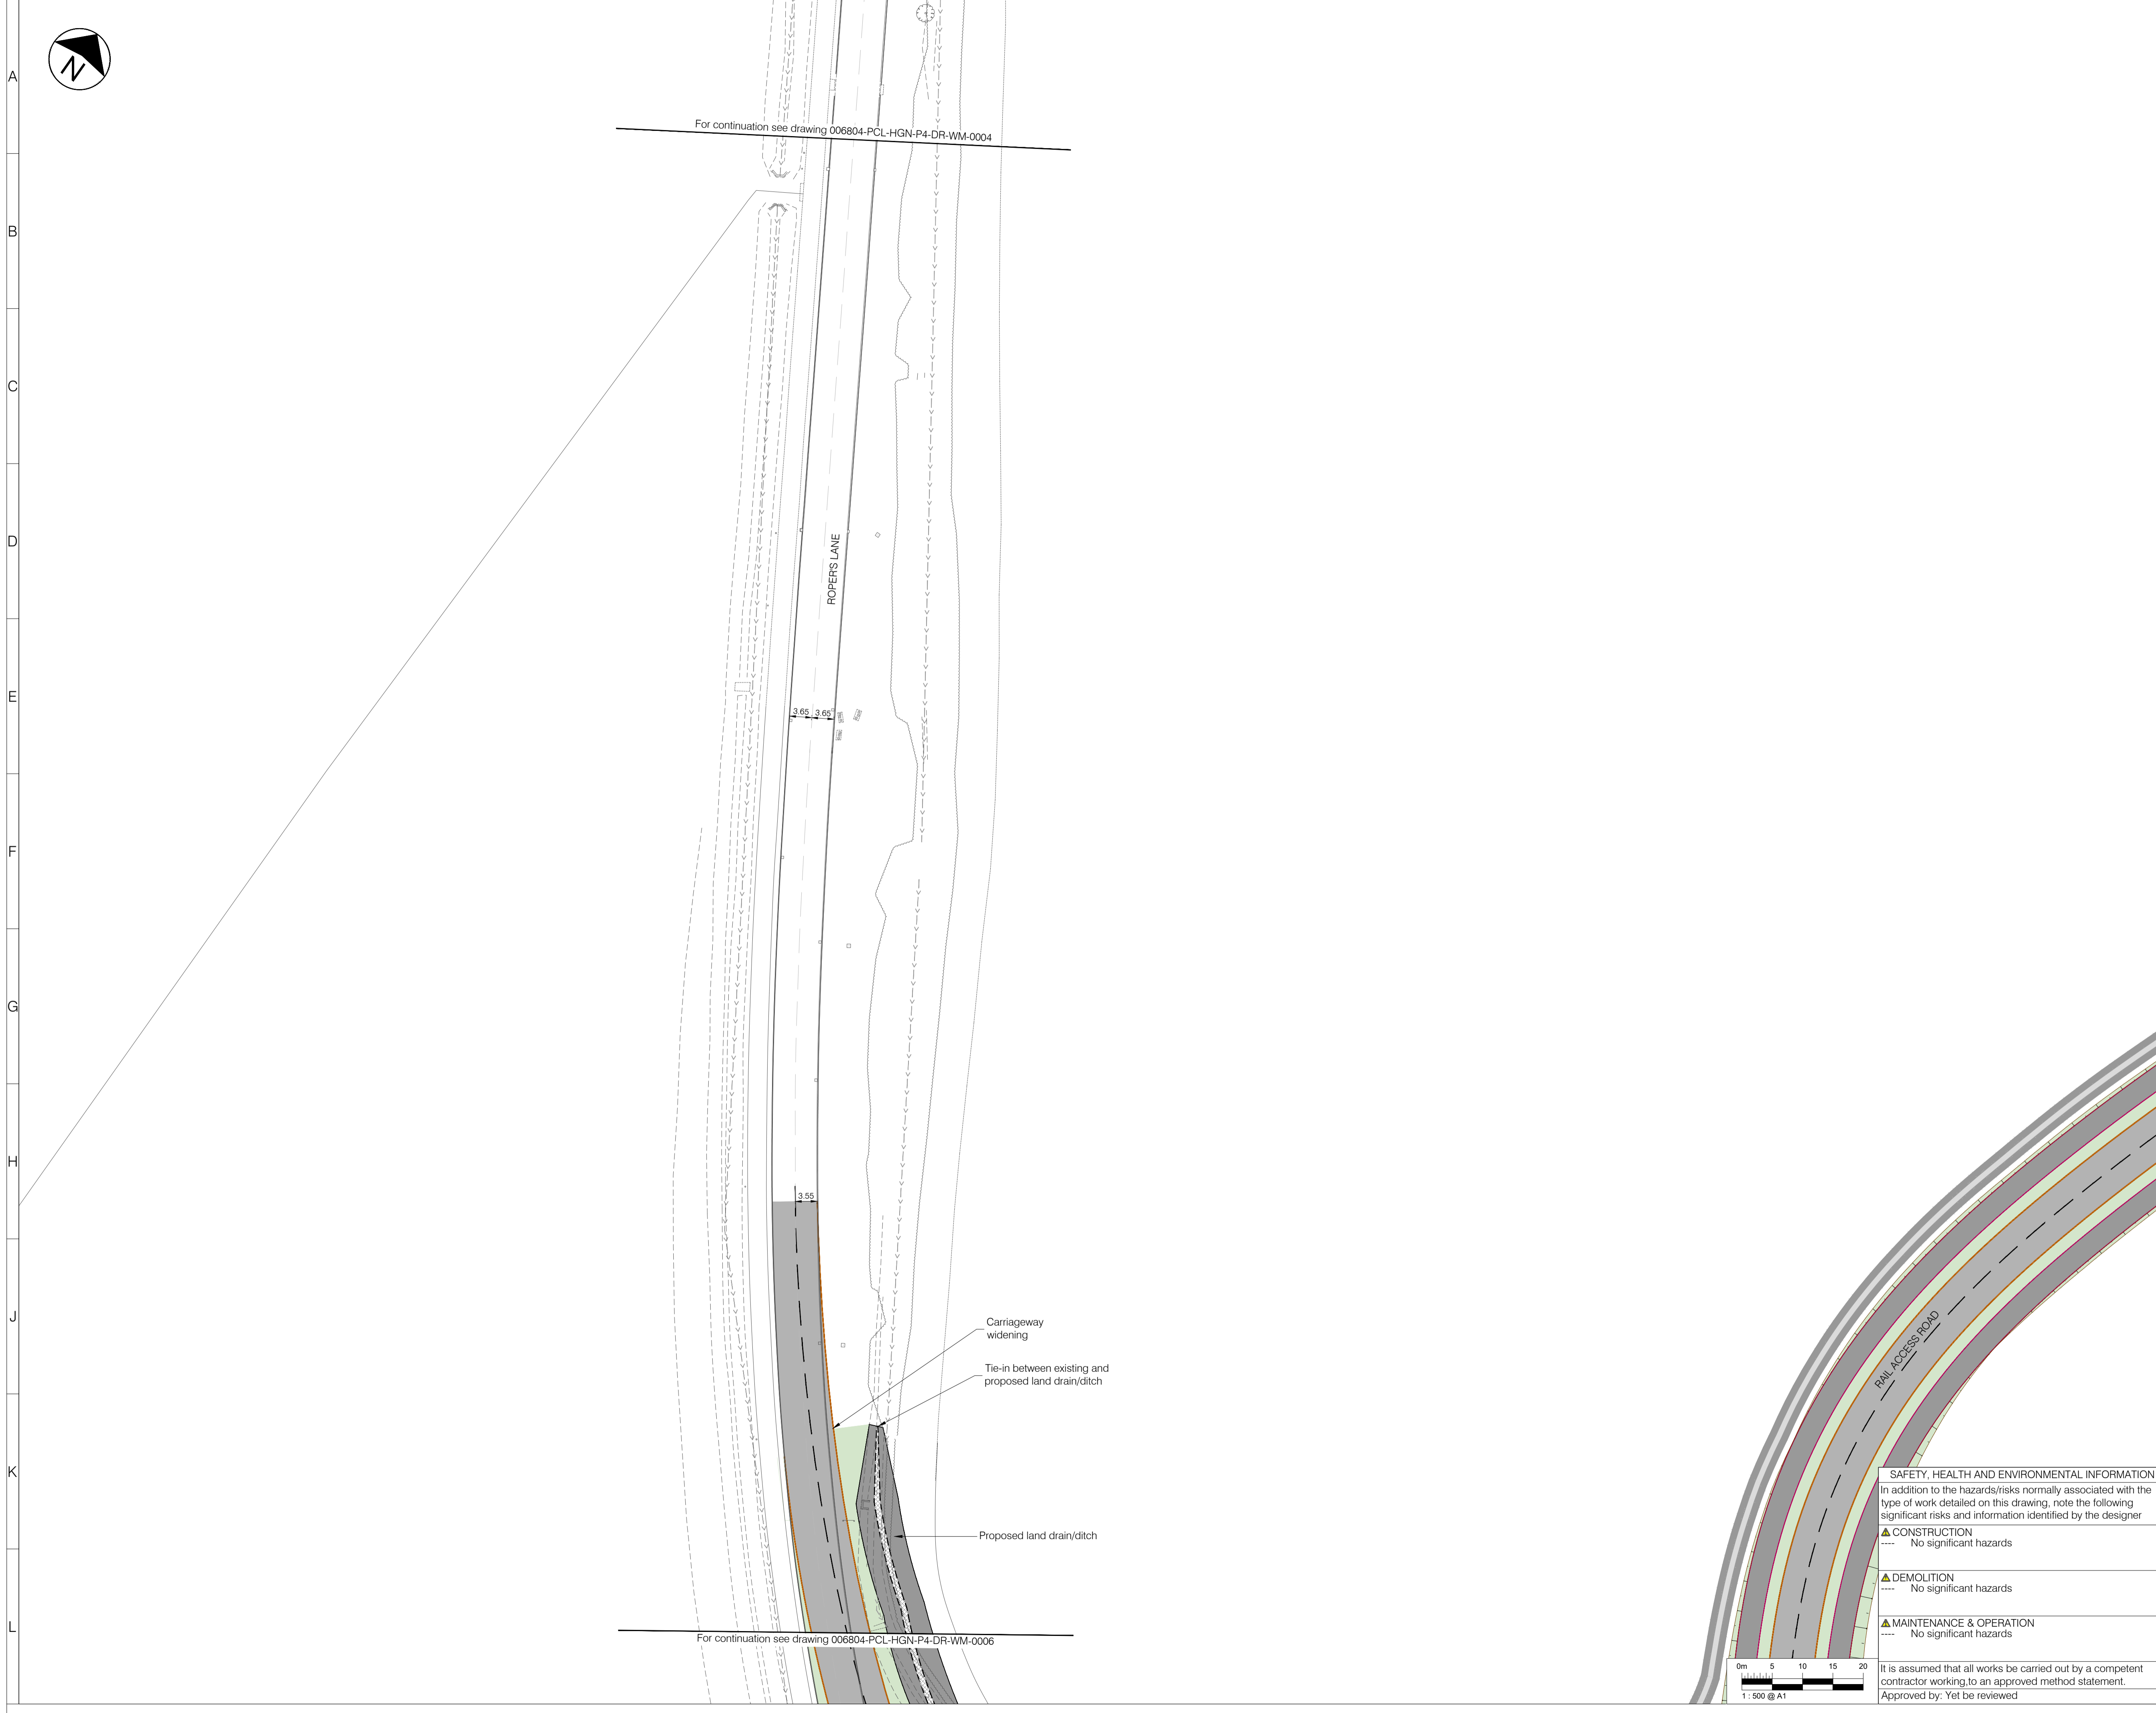 A
N
For continuation see drawing 006804-PCL-HGN-P4-DR-WM-0004
B
C
D
ROPER'S LANE
E
3.65 3.65
F
G
H
3.55
J
Carriageway
widening
Tie-in between existing and
proposed land drain/ditch
RAIL ACCESS ROAD
K
Proposed land drain/ditch
L
For continuation see drawing 006804-PCL-HGN-P4-DR-WM-0006
SAFETY, HEALTH AND ENVIRONMENTAL INFORMATION
In addition to the hazards/risks normally associated with the
type of work detailed on this drawing, note the following
significant risks and information identified by the designer
CONSTRUCTION
---- No significant hazards
DEMOLITION
---- No significant hazards
MAINTENANCE & OPERATION
---- No significant hazards
It is assumed that all works be carried out by a competent
contractor working,to an approved method statement.
Approved by: Yet be reviewed
0m 5 10 15 20
1 : 500 @ A1